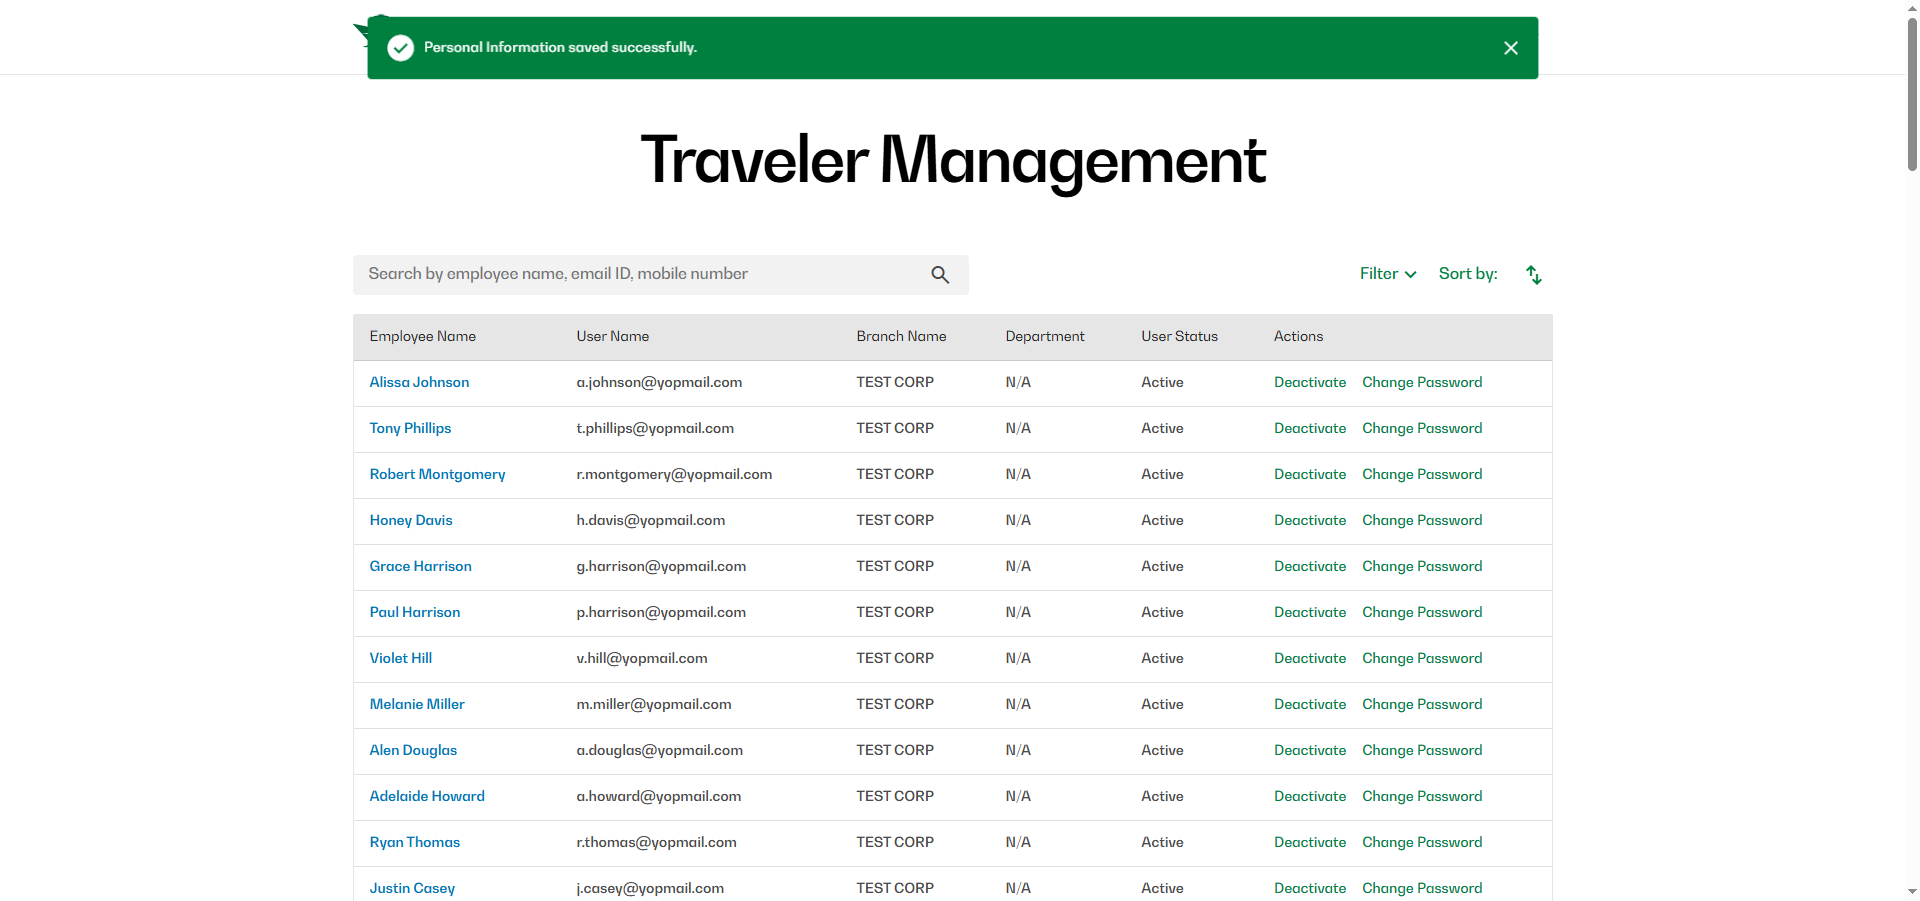 Personal Information saved successfully.
Traveler Management
Search by employee name, email ID, mobile number
Filter Sort by:
Employee Name User Name Branch Name Department User Status Actions
Alissa Johnson a.johnson@yopmail.com TEST CORP N/A Active Deactivate Change Password
Tony Phillips t.phillips@yopmail.com TEST CORP N/A Active Deactivate Change Password
Robert Montgomery r.montgomery@yopmail.com TEST CORP N/A Active Deactivate Change Password
Honey Davis h.davis@yopmail.com TEST CORP N/A Active Deactivate Change Password
Grace Harrison g.harrison@yopmail.com TEST CORP N/A Active Deactivate Change Password
Paul Harrison p.harrison@yopmail.com TEST CORP N/A Active Deactivate Change Password
Violet Hill v.hill@yopmail.com TEST CORP N/A Active Deactivate Change Password
Melanie Miller m.miller@yopmail.com TEST CORP N/A Active Deactivate Change Password
Alen Douglas a.douglas@yopmail.com TEST CORP N/A Active Deactivate Change Password
Adelaide Howard a.howard@yopmail.com TEST CORP N/A Active Deactivate Change Password
Ryan Thomas r.thomas@yopmail.com TEST CORP N/A Active Deactivate Change Password
Justin Casey j.casey@yopmail.com TEST CORP N/A Active Deactivate Change Password